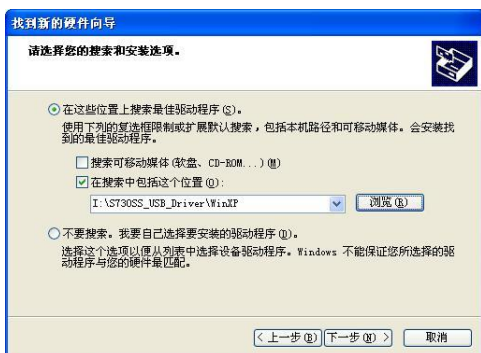 找到新的硬件向导
请选择您的搜索和安装选项。
在这些位置上搜索最佳驱动程序(S)。
使用下列的复选框限制或扩展默认搜索，包括本机路径和可移动媒体。会安装找
到的最佳驱动程序。
搜索可移动媒体(软盘、CD-ROM...)(M)
在搜索中包括这个位置(O):
I:\S730SS_USB_Driver\WinXP
浏览(R)
不要搜索。我要自己选择要安装的驱动程序(D)。
选择这个选项以便从列表中选择设备驱动程序。Windows 不能保证您所选择的驱
动程序与您的硬件最匹配。
< 上一步(B) 下一步(N) > 取消